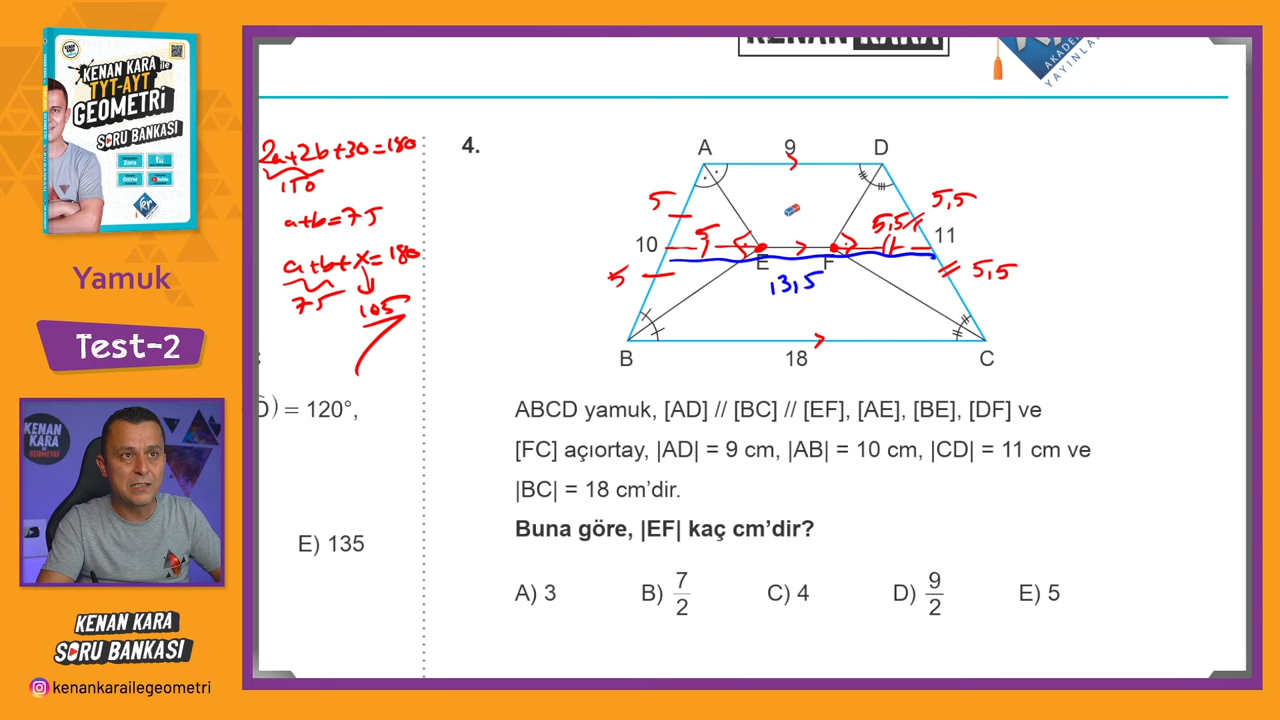 KENAN KARA ile
TYT-AYT
GEOMETRİ
SORU BANKASI
Yamuk
Test-2
KENAN KARA
SORU BANKASI
kenankarailegeometri
KENAN KARA
AKADEMİ
YAYINLAR
2a+2b+30=180
150
a+b=75
a+b+x=180
75
105
) = 120°,
E) 135
4.
A 9 D
5 5,5
10 5 5,5 11
E F
5 13,5 5,5
B 18 C
ABCD yamuk, [AD] // [BC] // [EF], [AE], [BE], [DF] ve
[FC] açıortay, |AD| = 9 cm, |AB| = 10 cm, |CD| = 11 cm ve
|BC| = 18 cm’dir.
Buna göre, |EF| kaç cm’dir?
A) 3 B) 7/2 C) 4 D) 9/2 E) 5